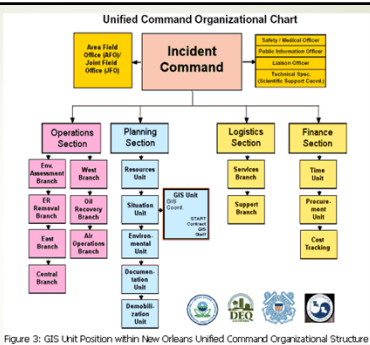 Unified Command Organizational Chart
Area Field
Office (AFO)/
Joint Field
Office (JFO)
Incident
Command
Safety / Medical Officer
Public Information Officer
Liaison Officer
Technical Spec.
(Scientific Support Coord.)
Operations
Section
Planning
Section
Logistics
Section
Finance
Section
Env.
Assessment
Branch
West
Branch
Resources
Unit
GIS Unit
GIS
Coord.
START
Contract
GIS
Staff
Services
Branch
Time
Unit
ER
Removal
Branch
Oil
Recovery
Branch
Situation
Unit
Support
Branch
Procure-
ment
Unit
East
Branch
Air
Operations
Branch
Environ-
mental
Unit
Cost
Tracking
Central
Branch
Documen-
tation
Unit
Demobili-
zation
Unit
DEQ
Figure 3: GIS Unit Position within New Orleans Unified Command Organizational Structure